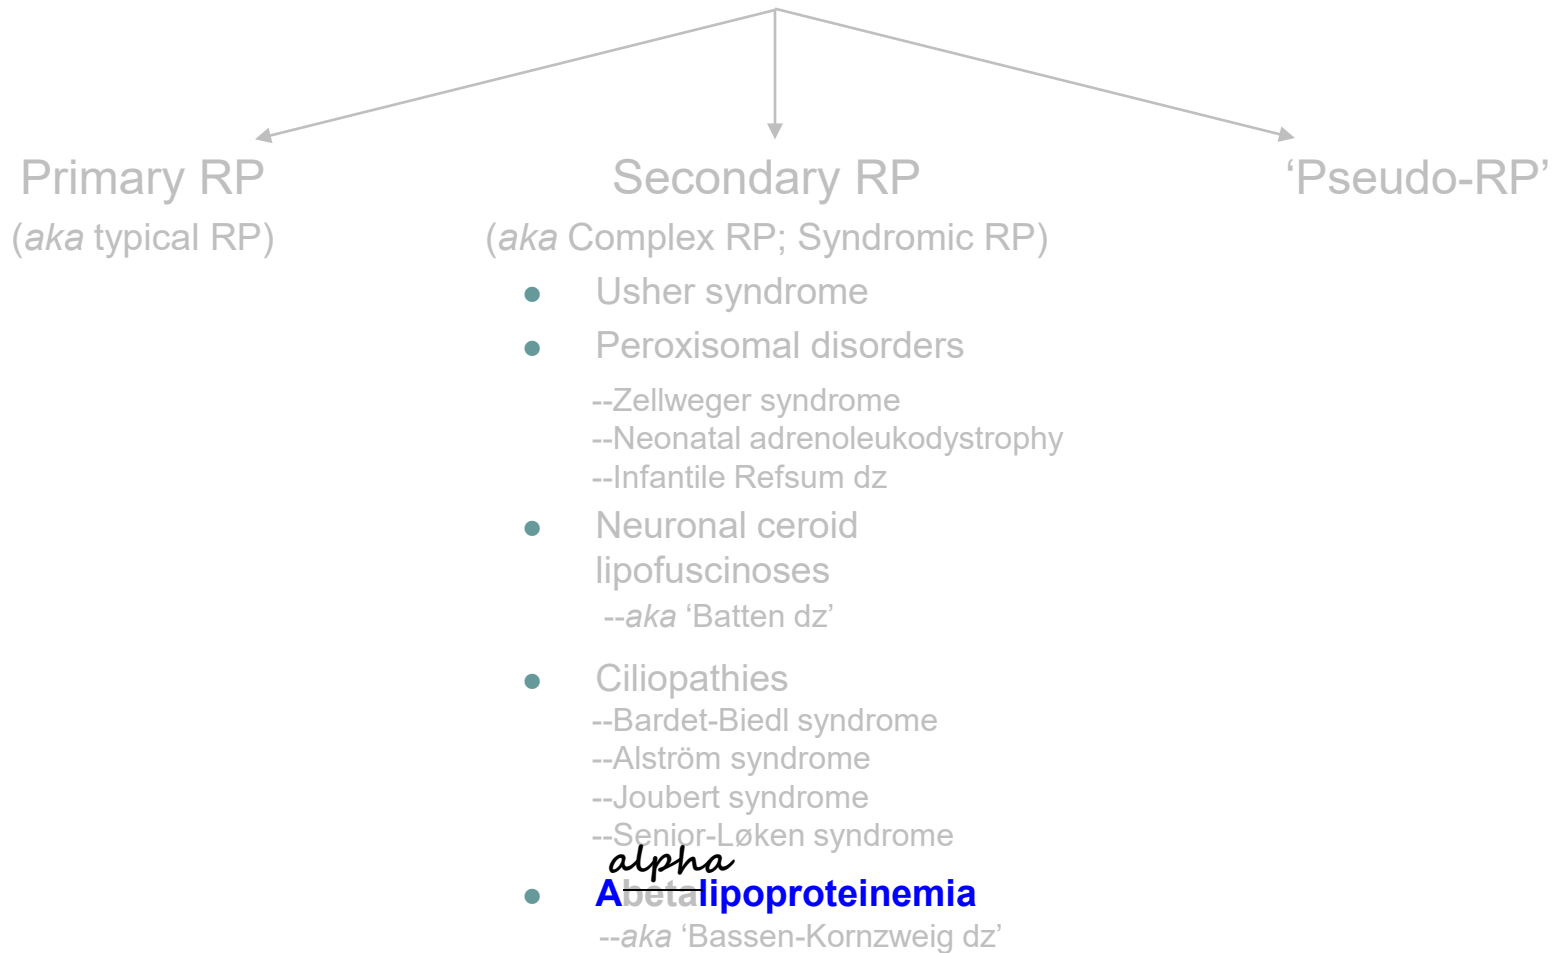 Primary RP
Secondary RP
‘Pseudo-RP’
(aka typical RP)
(aka Complex RP; Syndromic RP)
● Usher syndrome
● Peroxisomal disorders
--Zellweger syndrome
--Neonatal adrenoleukodystrophy
--Infantile Refsum dz
● Neuronal ceroid
lipofuscinoses
--aka ‘Batten dz’
● Ciliopathies
--Bardet-Biedl syndrome
--Alström syndrome
--Joubert syndrome
--Senior-Løken syndrome
alpha
● Abetalipoproteinemia
--aka ‘Bassen-Kornzweig dz’